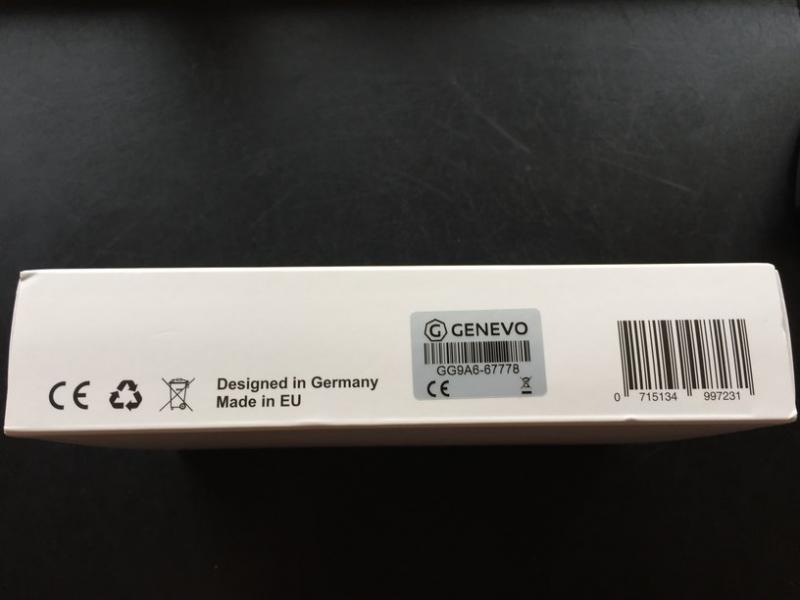 CE
Designed in Germany
Made in EU
G GENEVO
GG9A6-67778
CE
0 715134 997231